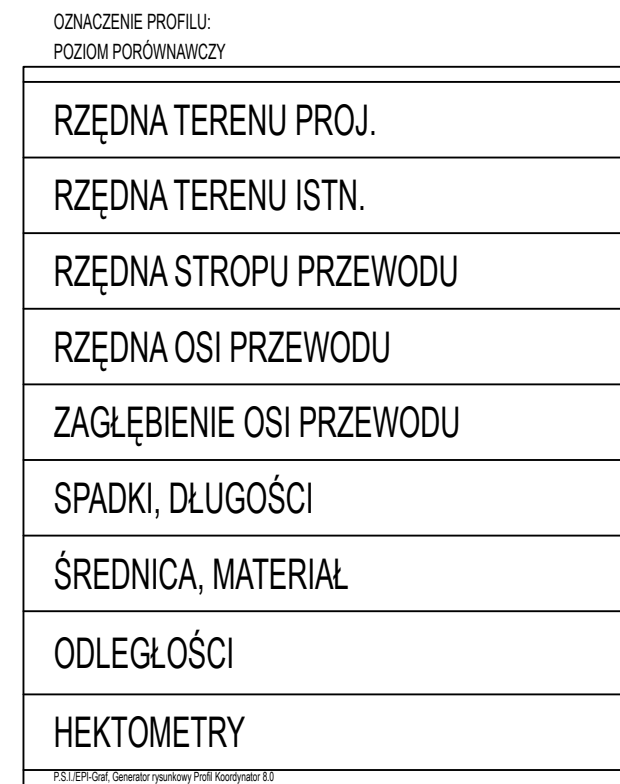 OZNACZENIE PROFILU:
POZIOM PORÓWNAWCZY
RZĘDNA TERENU PROJ.
RZĘDNA TERENU ISTN.
RZĘDNA STROPU PRZEWODU
RZĘDNA OSI PRZEWODU
ZAGŁĘBIENIE OSI PRZEWODU
SPADKI, DŁUGOŚCI
ŚREDNICA, MATERIAŁ
ODLEGŁOŚCI
HEKTOMETRY
P.S.I./EPI-Graf, Generator rysunkowy Profil Koordynator 8.0